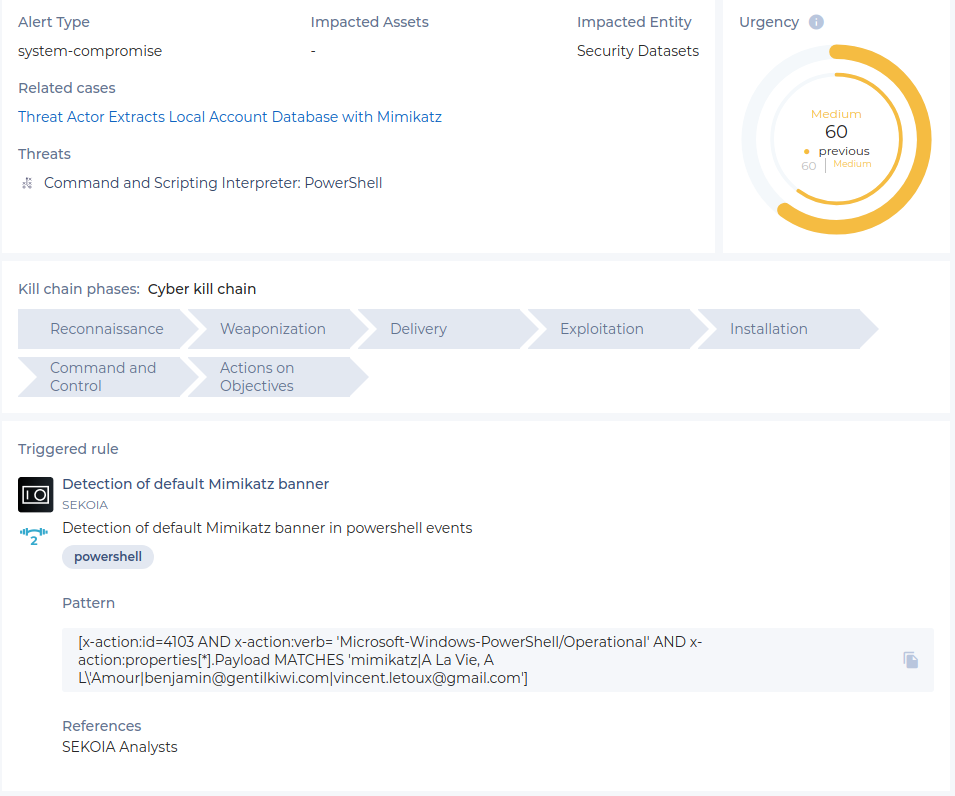 Alert Type
Impacted Assets
Impacted Entity
system-compromise
-
Security Datasets
Related cases
Threat Actor Extracts Local Account Database with Mimikatz
Threats
Command and Scripting Interpreter: PowerShell
Urgency i
Medium
60
previous
60 | Medium
Kill chain phases: Cyber kill chain
Reconnaissance
Weaponization
Delivery
Exploitation
Installation
Command and
Control
Actions on
Objectives
Triggered rule
Detection of default Mimikatz banner
SEKOIA
Detection of default Mimikatz banner in powershell events
2
powershell
Pattern
[x-action:id=4103 AND x-action:verb= 'Microsoft-Windows-PowerShell/Operational' AND x-
action:properties[*].Payload MATCHES 'mimikatz|A La Vie, A
L\'Amour|benjamin@gentilkiwi.com|vincent.letoux@gmail.com']
References
SEKOIA Analysts